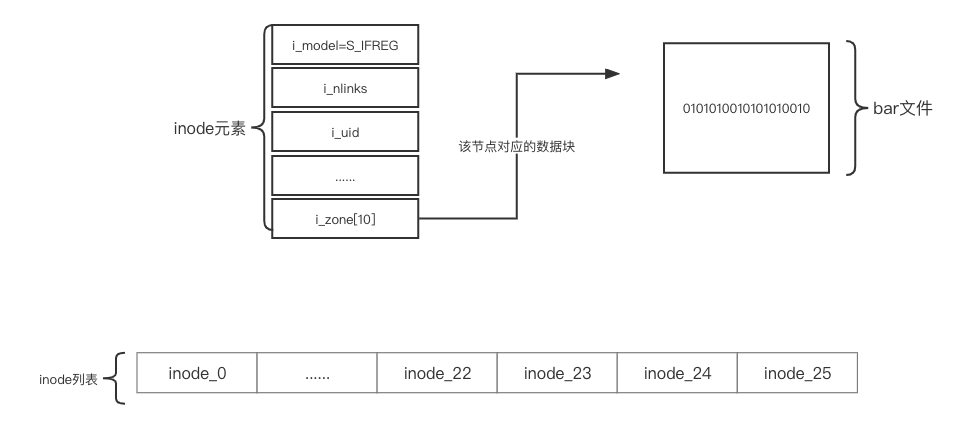 i_model=S_IFREG
i_nlinks
inode元素
i_uid
......
i_zone[10]
该节点对应的数据块
0101010010101010010
bar文件
inode列表
inode_0
......
inode_22
inode_23
inode_24
inode_25